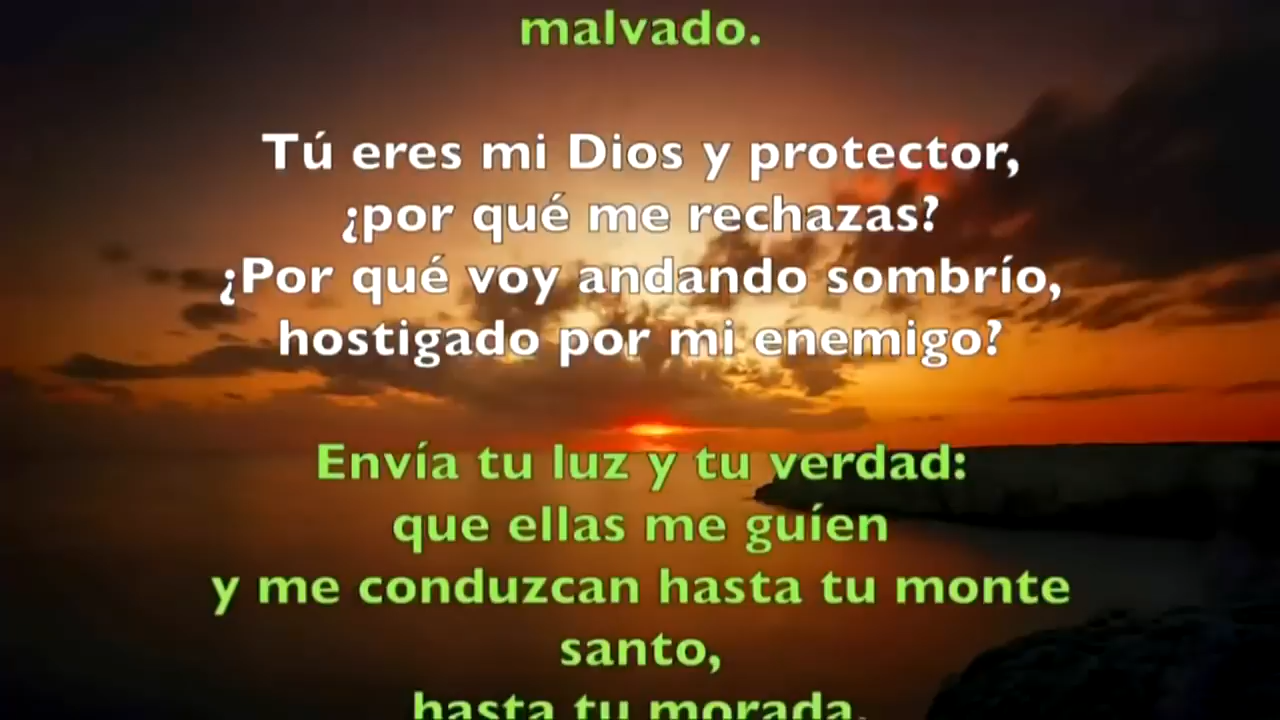 malvado.
Tú eres mi Dios y protector,
¿por qué me rechazas?
¿Por qué voy andando sombrío,
hostigado por mi enemigo?
Envía tu luz y tu verdad:
que ellas me guíen
y me conduzcan hasta tu monte
santo,
hasta tu morada.